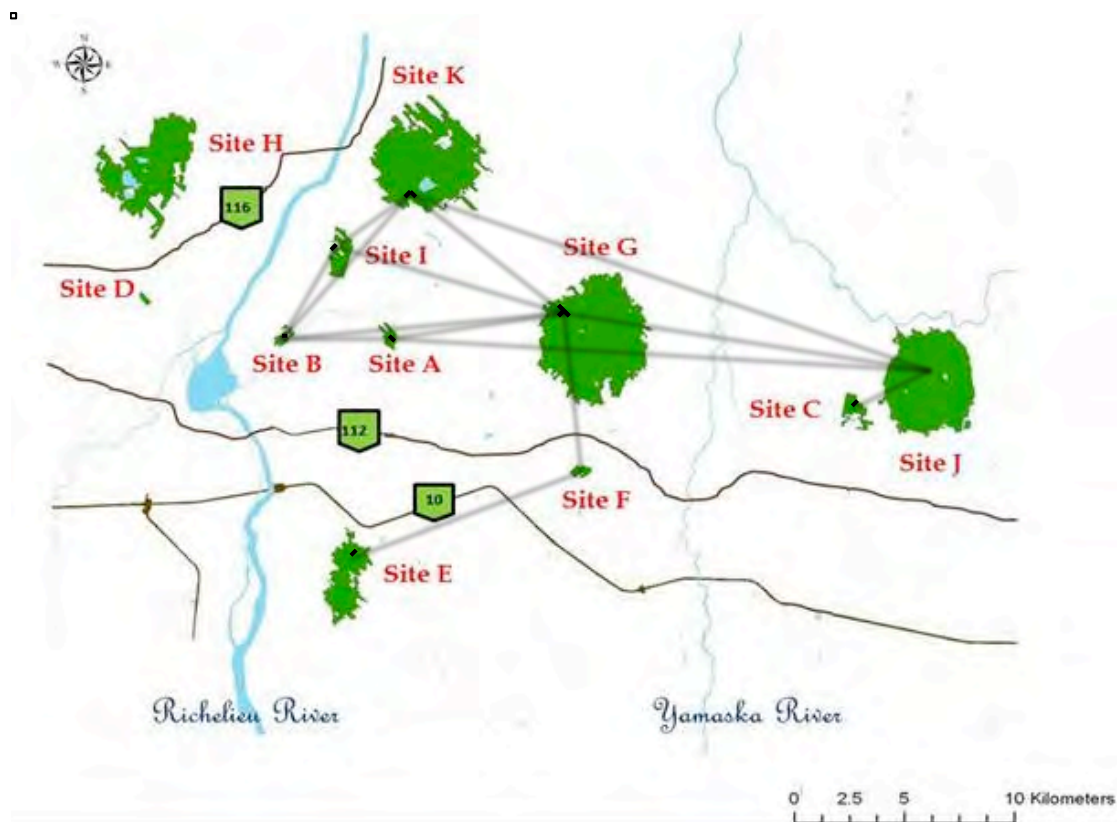 N
W
E
S
Site K
Site H
116
Site I
Site G
Site D
Site B
Site A
112
Site C
Site J
10
Site F
Site E
Richelieu River
Yamaska River
0 2.5 5 10 Kilometers